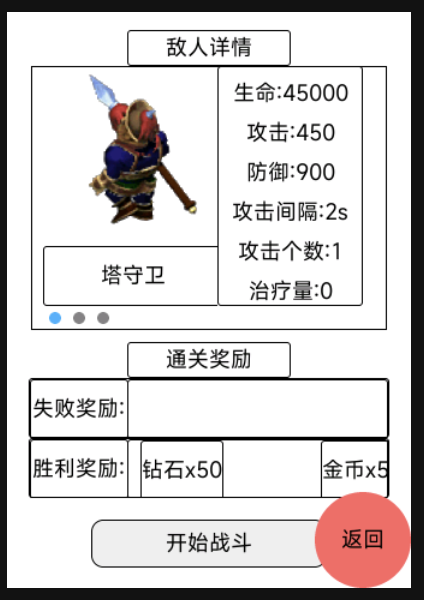 敌人详情
生命:45000
攻击:450
防御:900
攻击间隔:2s
攻击个数:1
治疗量:0
塔守卫
通关奖励
失败奖励:
胜利奖励: 钻石x50 金币x5
开始战斗
返回